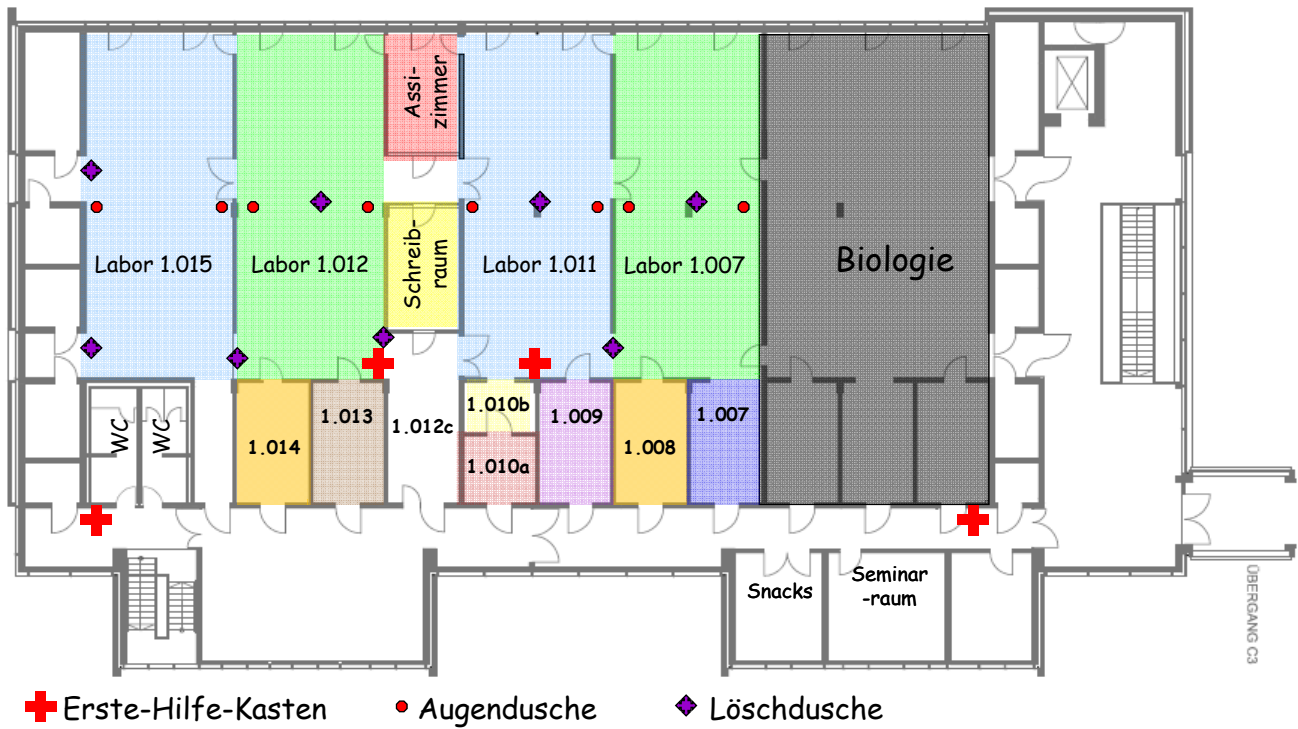 Assi-
zimmer
Labor 1.015
Labor 1.012
Schreib-
raum
Labor 1.011
Labor 1.007
Biologie
WC
WC
1.014
1.013
1.012c
1.010b
1.010a
1.009
1.008
1.007
Snacks
Seminar
-raum
ÜBERGANG C3
Erste-Hilfe-Kasten
Augendusche
Löschdusche